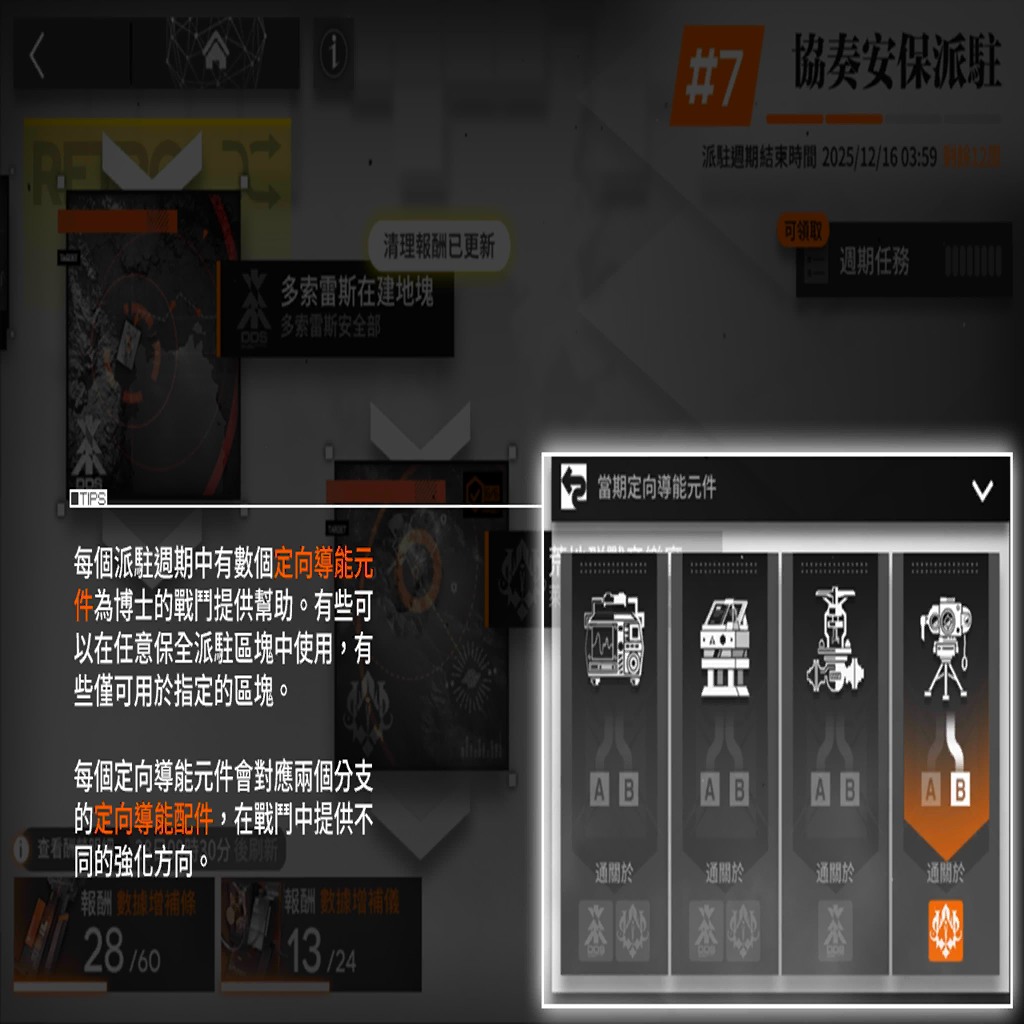 #7
協奏安保派駐
派駐週期結束時間 2025/12/16 03:59
RETRO
清理報酬已更新
可領取
週期任務
多索雷斯在建地塊
多索雷斯安全部
DDS
DDS
TIPS
當期定向導能元件
每個派駐週期中有數個定向導能元
件為博士的戰鬥提供幫助。有些可
以在任意保全派駐區塊中使用，有
些僅可用於指定的區塊。
每個定向導能元件會對應兩個分支
的定向導能配件，在戰鬥中提供不
同的強化方向。
A B
A B
A B
A B
通關於
通關於
通關於
通關於
DDS
DDS
DDS
報酬 數據增補條
28/60
報酬 數據增補儀
13/24